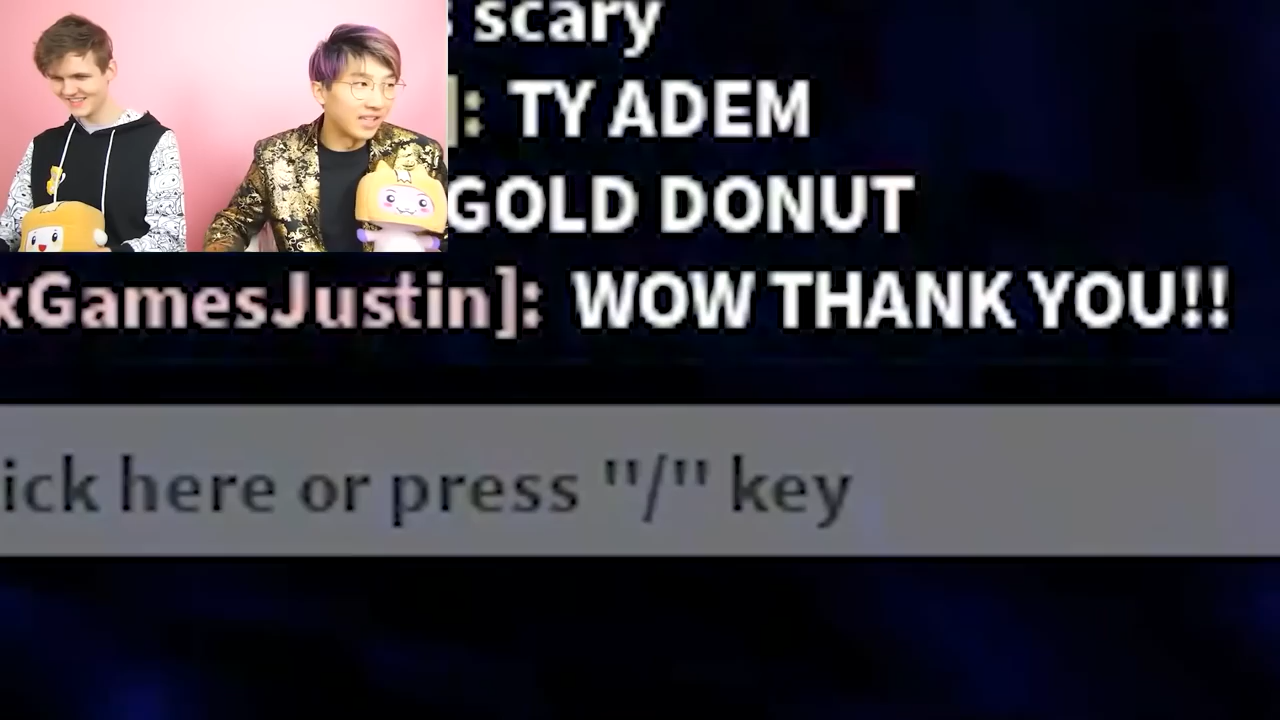 scary
]: TY ADEM
GOLD DONUT
xGamesJustin]: WOW THANK YOU!!
ick here or press "/" key